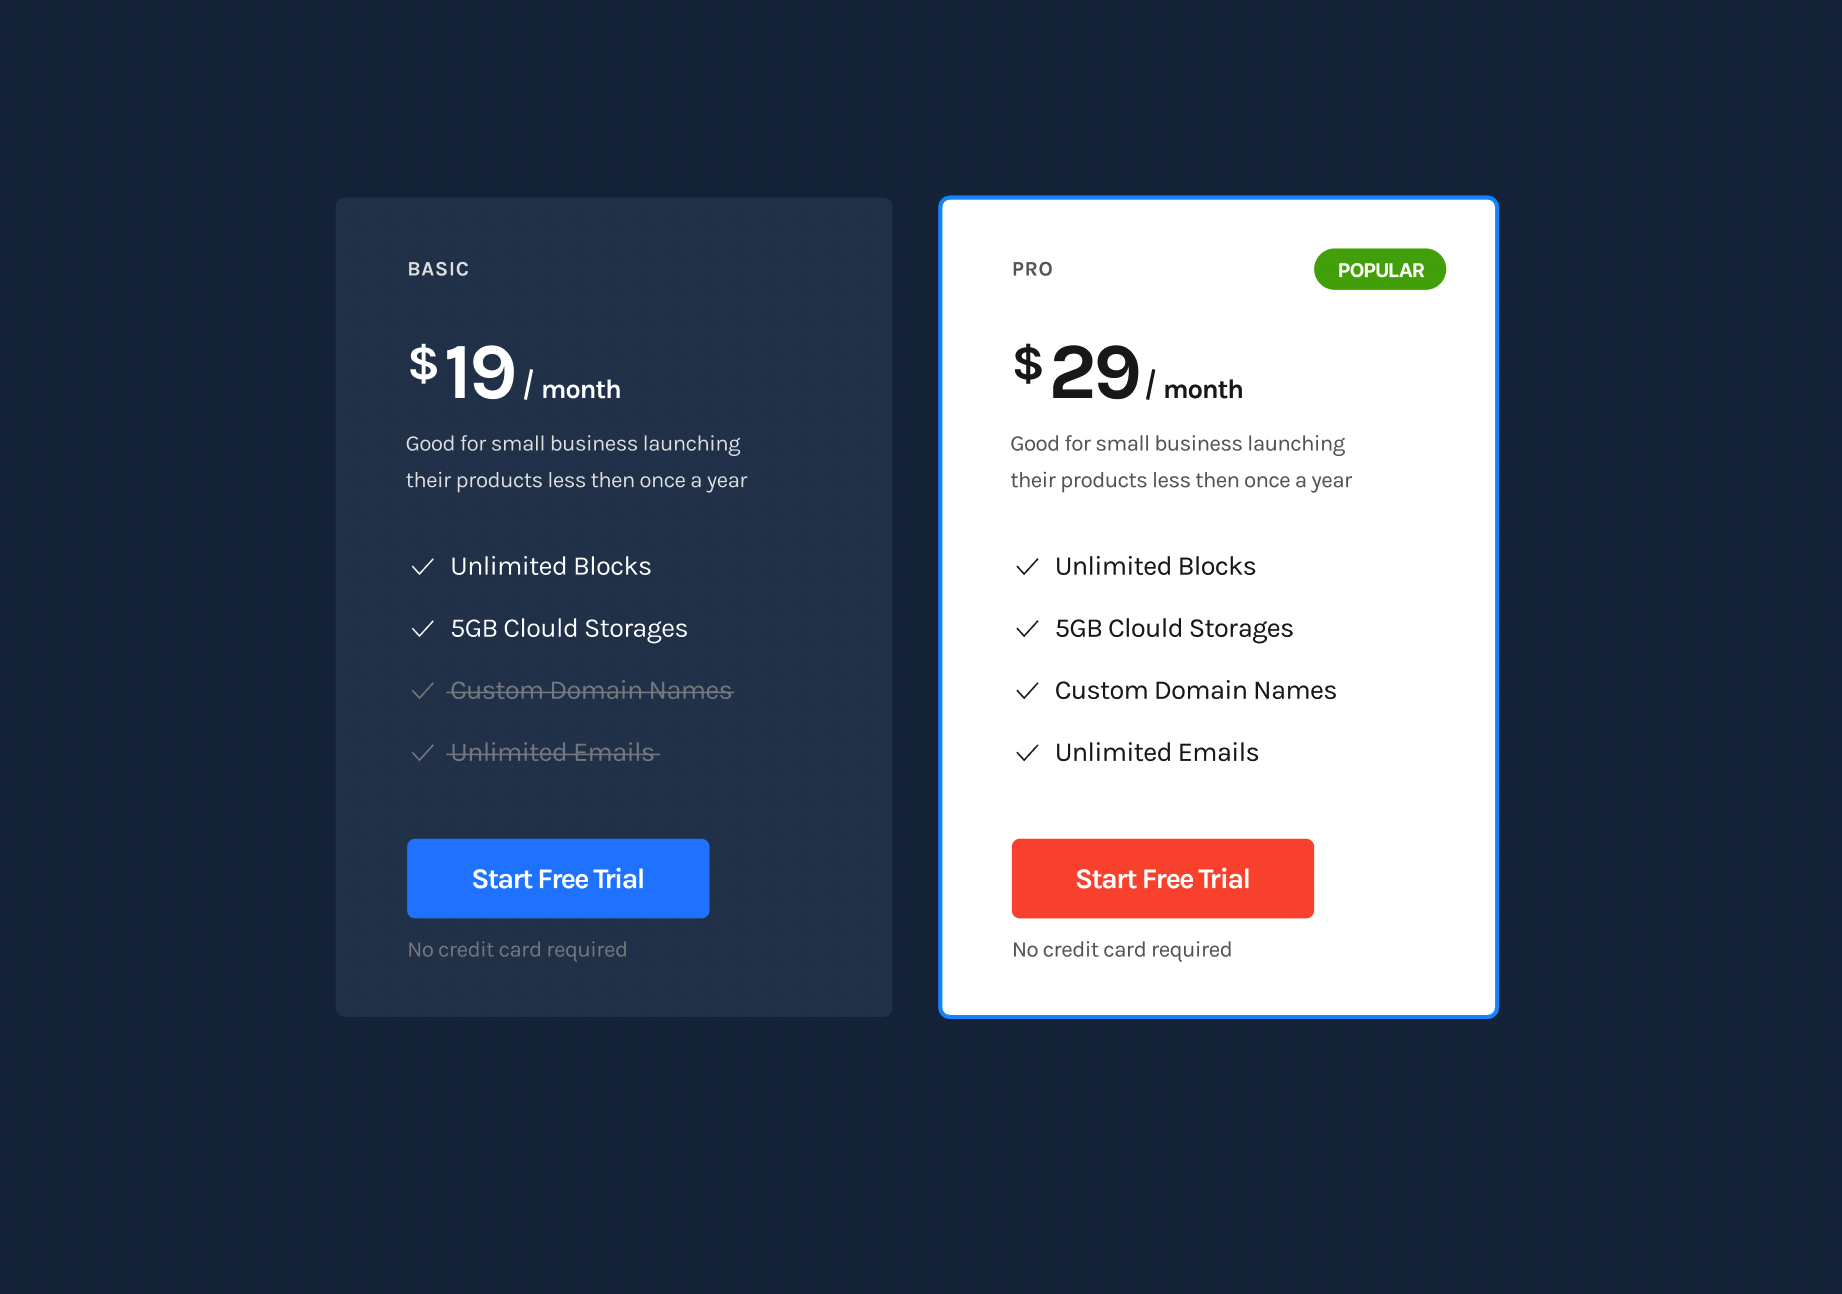 BASIC
$19/ month
Good for small business launching
their products less then once a year
Unlimited Blocks
5GB Clould Storages
Custom Domain Names
Unlimited Emails
Start Free Trial
No credit card required
PRO
POPULAR
$29/ month
Good for small business launching
their products less then once a year
Unlimited Blocks
5GB Clould Storages
Custom Domain Names
Unlimited Emails
Start Free Trial
No credit card required